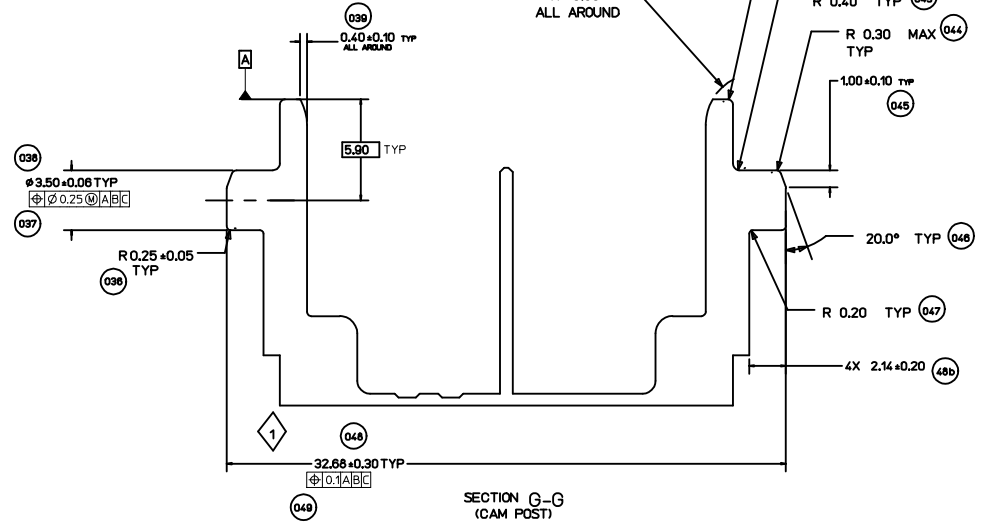 039
0.40±0.10 TYP
ALL AROUND
ALL AROUND
R 0.40 TYP
R 0.30 MAX 044
TYP
A
1.00±0.10 TYP
045
5.90 TYP
038
ø3.50±0.06 TYP
⌖ Ø 0.25 Ⓜ A B C
037
R 0.25 ±0.05
TYP
036
20.0° TYP 046
R 0.20 TYP 047
4X 2.14±0.20 48b
1
048
32.68±0.30 TYP
⌖ 0.1 A B C
049
SECTION G-G
(CAM POST)